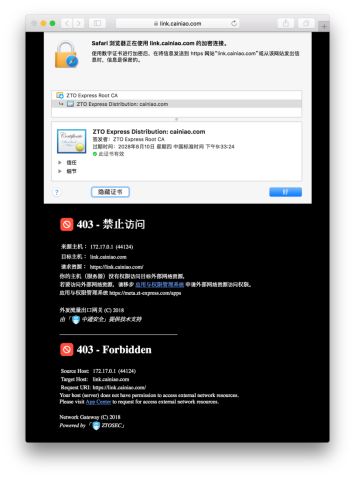 link.cainiao.com
Safari 浏览器正在使用 link.cainiao.com 的加密连接。
使用数字证书进行加密后，在将信息发送到 https 网站“link.cainiao.com”或从该网站发出信
息时，信息是保密的。
ZTO Express Root CA
ZTO Express Distribution: cainiao.com
Certificate
ZTO Express Distribution: cainiao.com
签发者：ZTO Express Root CA
过期时间：2028年8月10日 星期四 中国标准时间 下午9:33:24
此证书有效
信任
细节
?
隐藏证书
好
403 - 禁止访问
来源主机： 172.17.0.1 (44124)
目标主机： link.cainiao.com
请求资源： https://link.cainiao.com/
你的主机（服务器）没有权限访问目标外部网络资源。
若要访问外部网络资源，请移步 应用与权限管理系统 申请外部网络资源访问权限。
应用与权限管理系统 https://meta.zt-express.com/apps
外发流量出口网关 (C) 2018
由「 中通安全」提供技术支持
403 - Forbidden
Source Host: 172.17.0.1 (44124)
Target Host: link.cainiao.com
Request URI: https://link.cainiao.com/
Your host (server) does not have permission to access external network resources.
Please visit App Center to request for access external network resources.
Network Gateway (C) 2018
Powered by「 ZTOSEC」